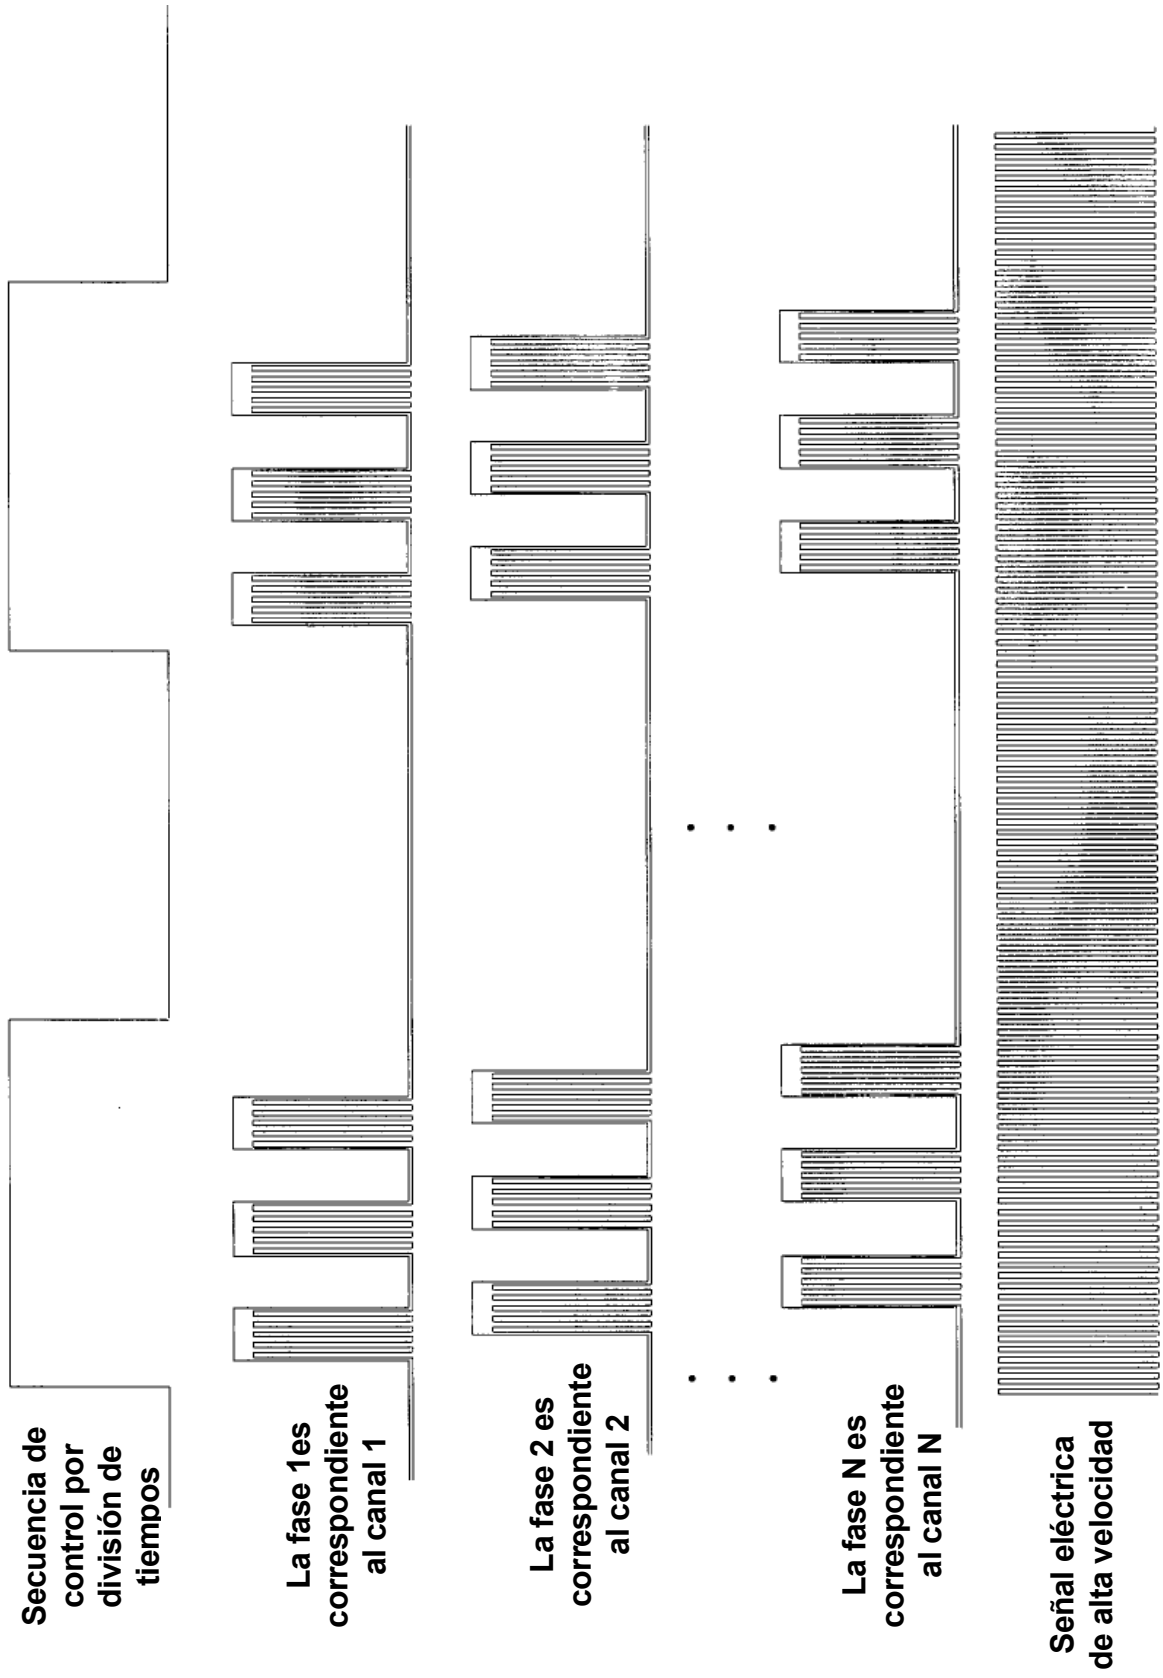 Secuencia de
control por
división de
tiempos
La fase 1es
correspondiente
al canal 1
La fase 2 es
correspondiente
al canal 2
La fase N es
correspondiente
al canal N
Señal eléctrica
de alta velocidad